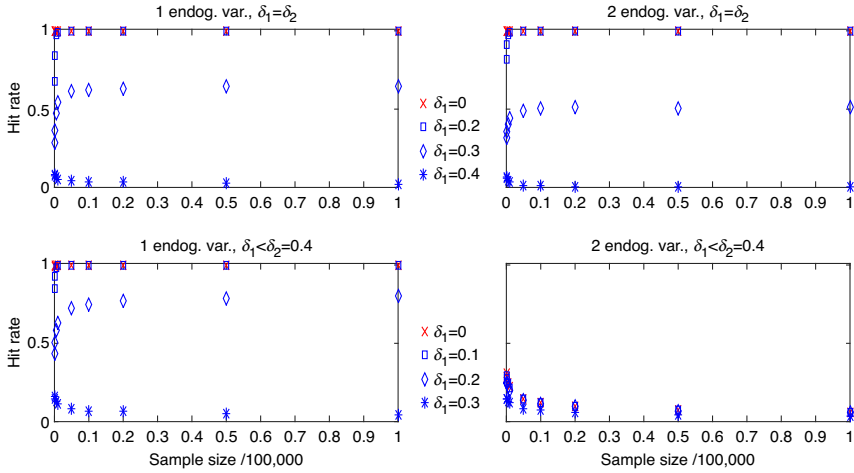 1 endog. var., δ₁=δ₂
2 endog. var., δ₁=δ₂
1
0.5
0
Hit rate
0 0.1 0.2 0.3 0.4 0.5 0.6 0.7 0.8 0.9 1
δ₁=0
δ₁=0.2
δ₁=0.3
δ₁=0.4
1
0.5
0
0 0.1 0.2 0.3 0.4 0.5 0.6 0.7 0.8 0.9 1
1 endog. var., δ₁<δ₂=0.4
2 endog. var., δ₁<δ₂=0.4
1
0.5
0
Hit rate
0 0.1 0.2 0.3 0.4 0.5 0.6 0.7 0.8 0.9 1
Sample size /100,000
δ₁=0
δ₁=0.1
δ₁=0.2
δ₁=0.3
0 0.1 0.2 0.3 0.4 0.5 0.6 0.7 0.8 0.9 1
Sample size /100,000